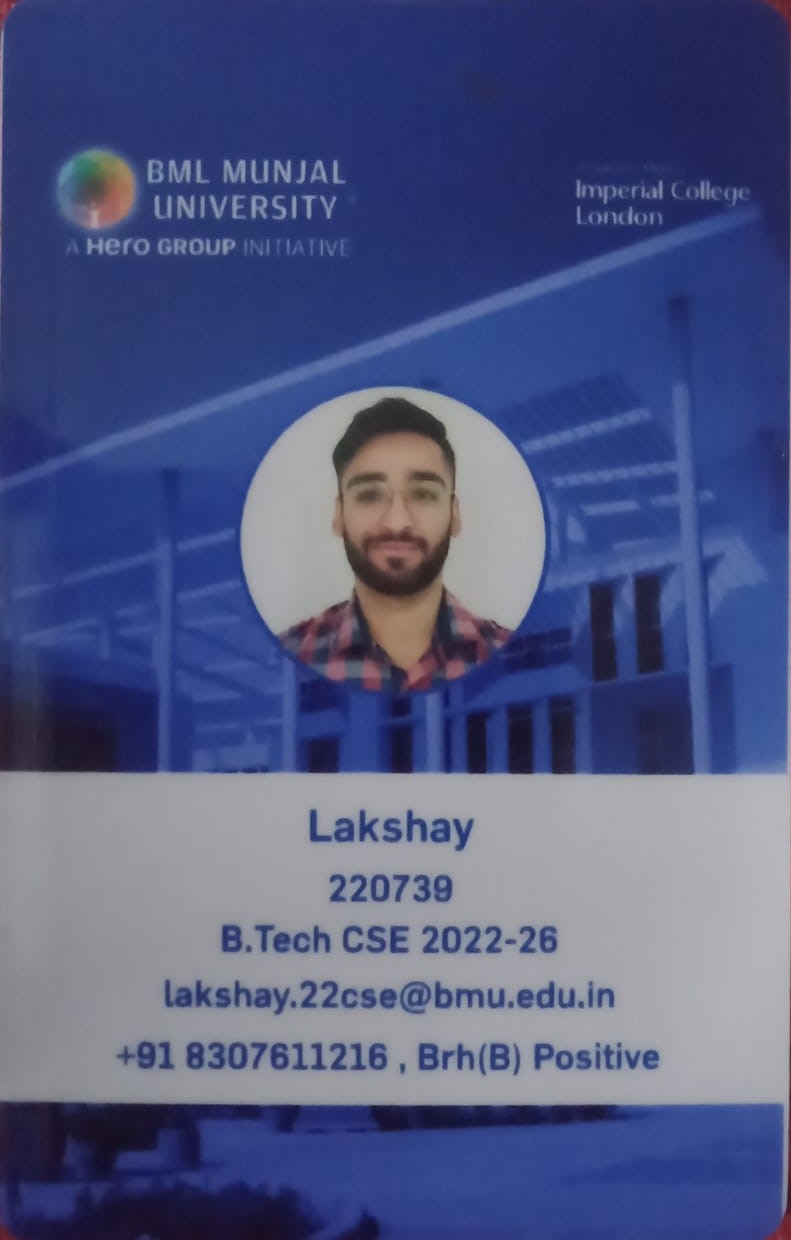 BML MUNJAL
UNIVERSITY
A Hero GROUP INITIATIVE
Imperial College
London
Lakshay
220739
B.Tech CSE 2022-26
lakshay.22cse@bmu.edu.in
+91 8307611216 , Brh(B) Positive